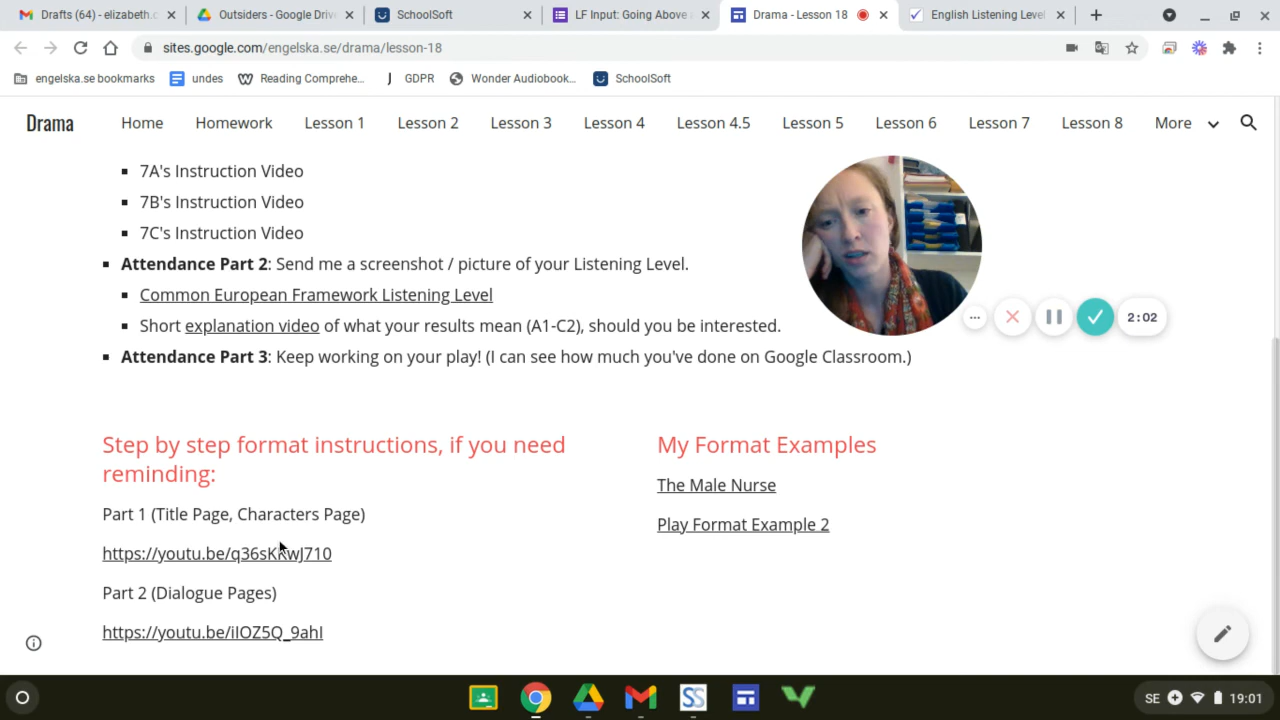 Drafts (64) - elizabeth.c
Outsiders - Google Driv
SchoolSoft
LF Input: Going Above
Drama - Lesson 18
English Listening Leve
sites.google.com/engelska.se/drama/lesson-18
engelska.se bookmarks
undes
Reading Comprehe...
GDPR
Wonder Audiobook...
SchoolSoft
Drama
Home
Homework
Lesson 1
Lesson 2
Lesson 3
Lesson 4
Lesson 4.5
Lesson 5
Lesson 6
Lesson 7
Lesson 8
More
7A's Instruction Video
7B's Instruction Video
7C's Instruction Video
Attendance Part 2: Send me a screenshot / picture of your Listening Level.
Common European Framework Listening Level
Short explanation video of what your results mean (A1-C2), should you be interested.
2:02
Attendance Part 3: Keep working on your play! (I can see how much you've done on Google Classroom.)
Step by step format instructions, if you need
reminding:
Part 1 (Title Page, Characters Page)
https://youtu.be/q36sKKwJ710
Part 2 (Dialogue Pages)
https://youtu.be/iIOZ5Q_9ahI
My Format Examples
The Male Nurse
Play Format Example 2
SE
19:01